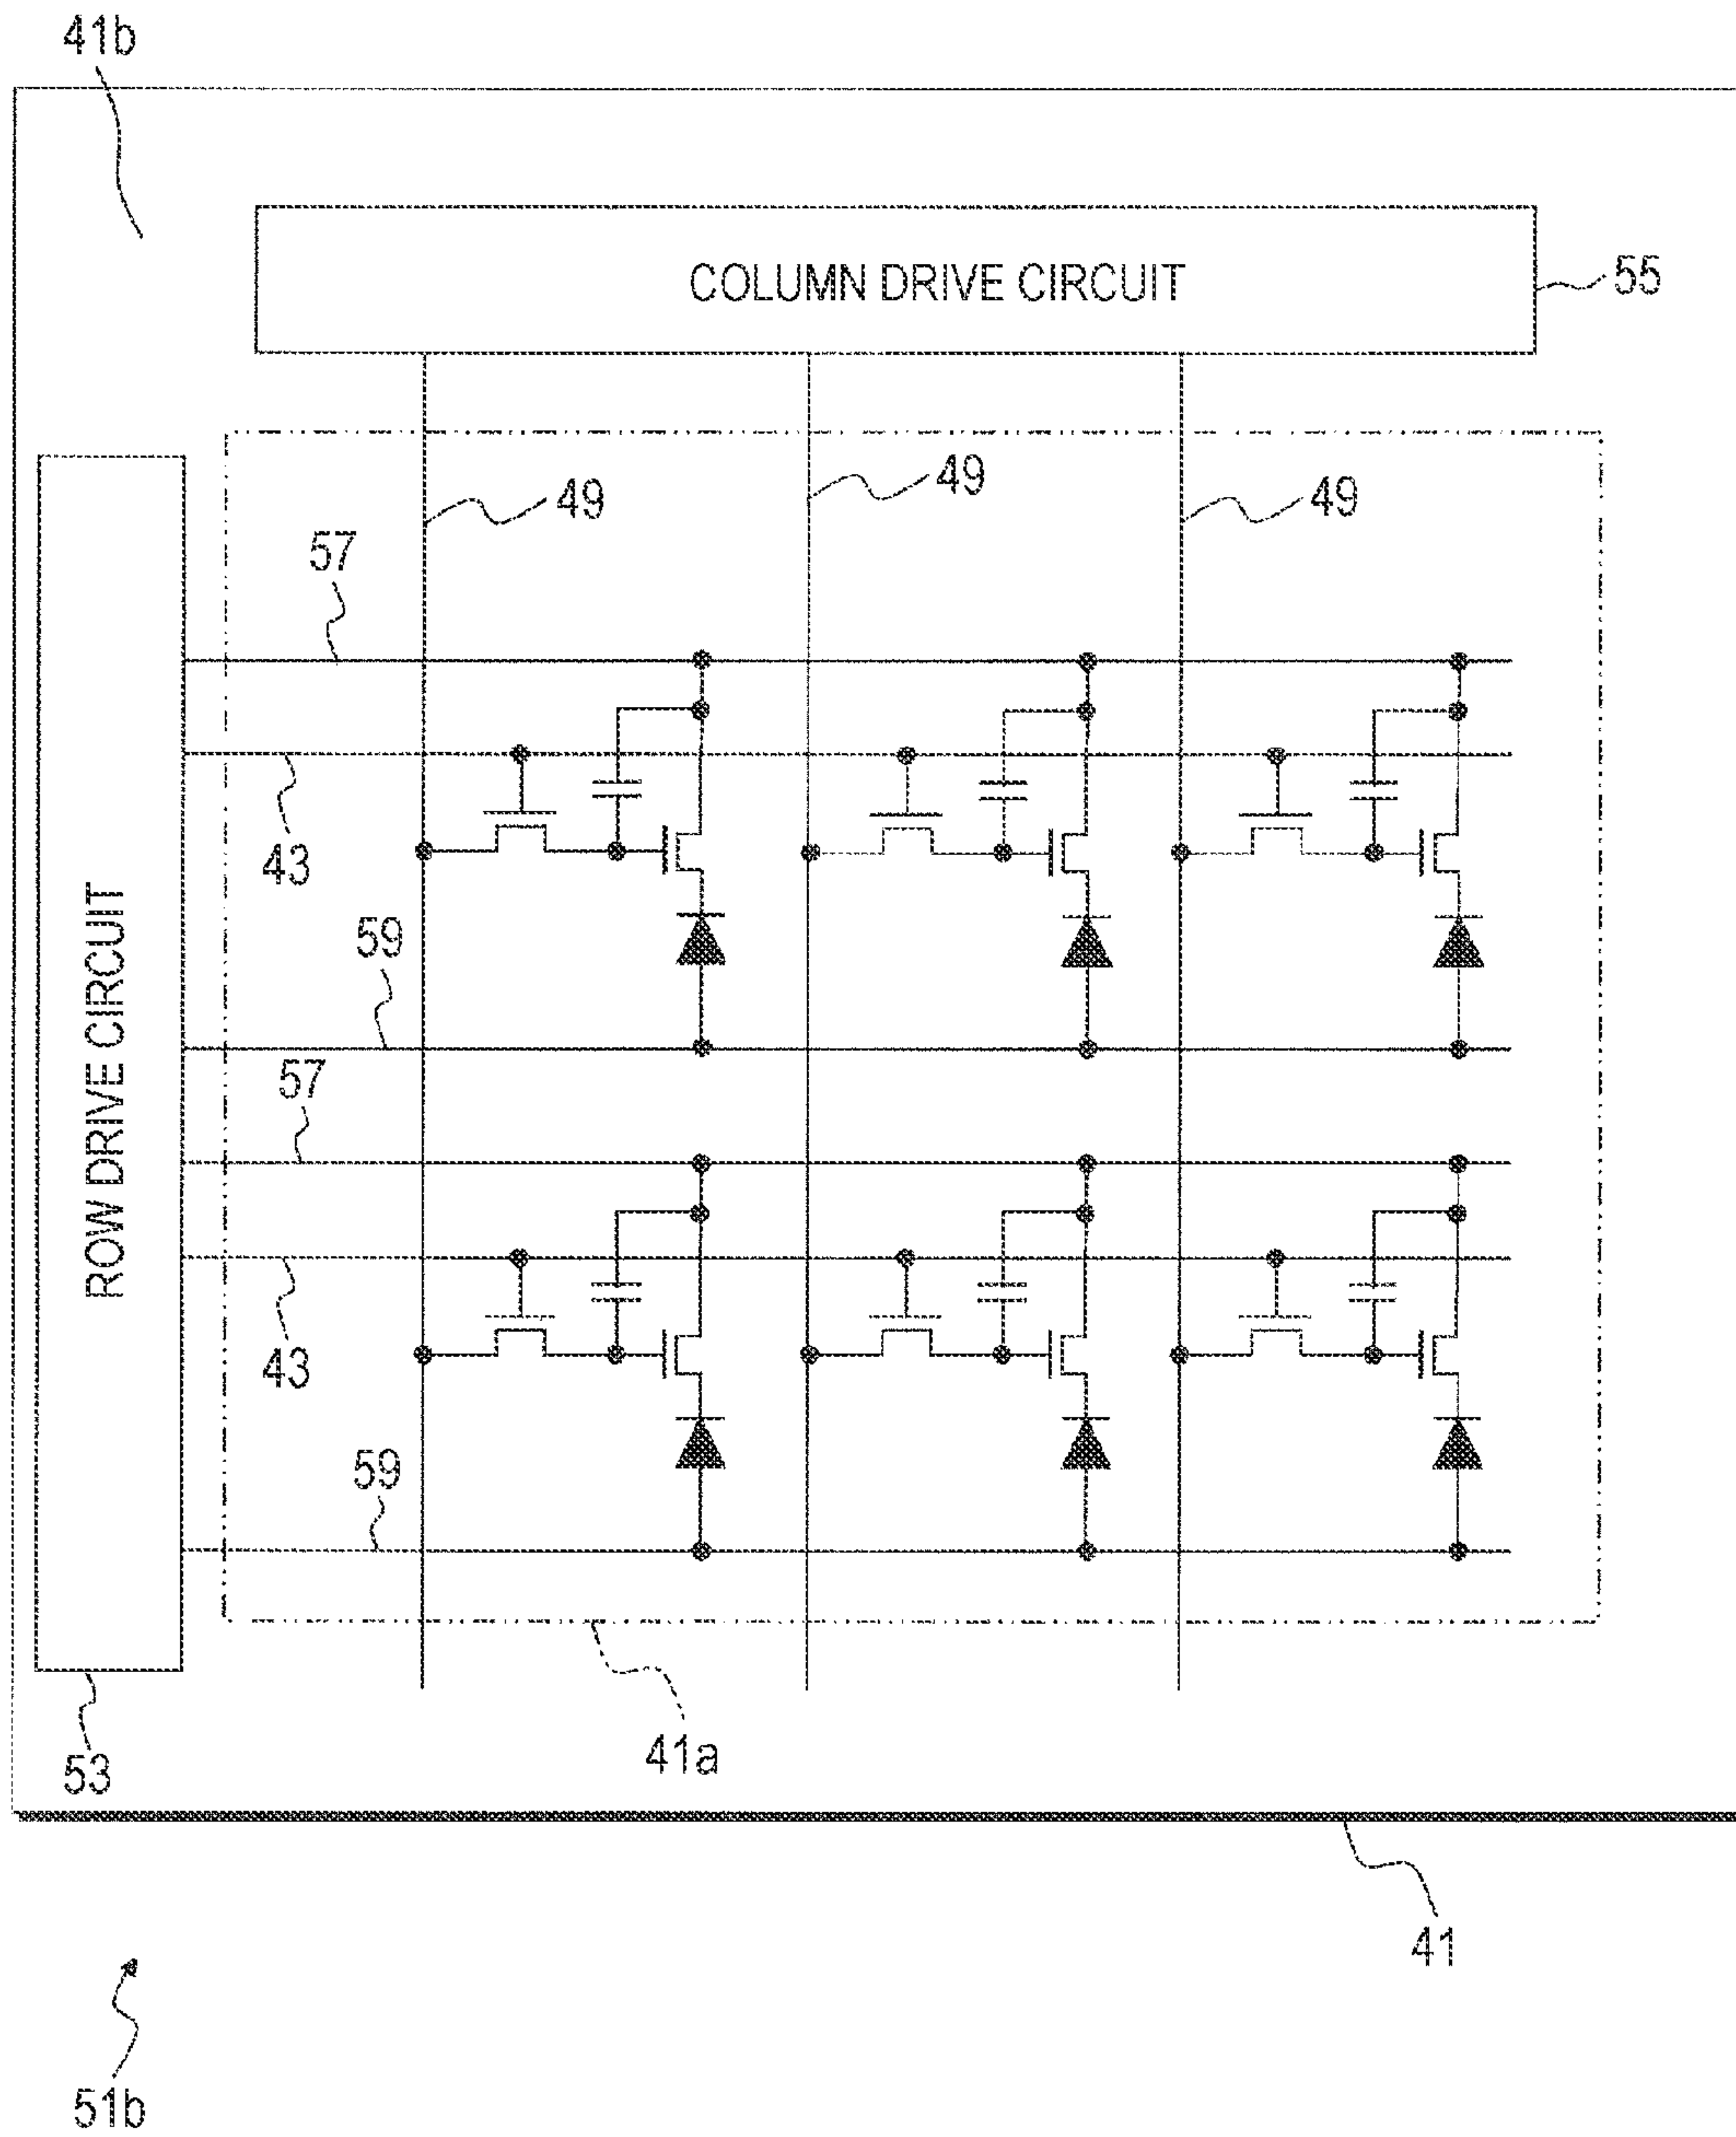 41b
COLUMN DRIVE CIRCUIT
55
49
49
49
57
43
59
57
ROW DRIVE CIRCUIT
43
59
41a
53
41
51b